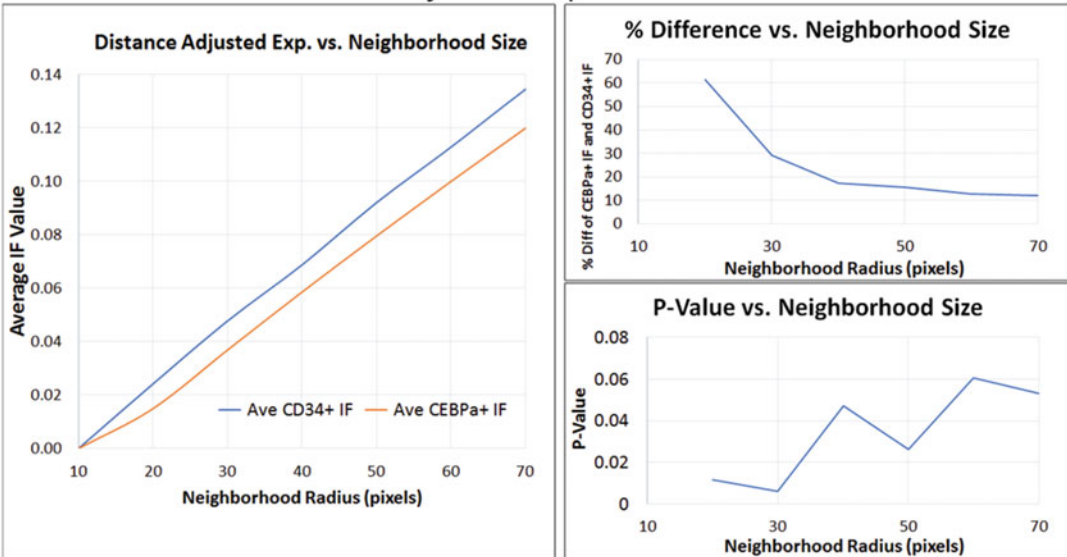 Distance Adjusted Exp. vs. Neighborhood Size
Average IF Value
0.14
0.12
0.10
0.08
0.06
0.04
0.02
0.00
Ave CD34+ IF
Ave CEBPa+ IF
10 20 30 40 50 60 70
Neighborhood Radius (pixels)
% Difference vs. Neighborhood Size
% Diff of CEBPa+ IF and CD34+ IF
70
60
50
40
30
20
10
0
10 30 50 70
Neighborhood Radius (pixels)
P-Value vs. Neighborhood Size
P-Value
0.08
0.06
0.04
0.02
0
10 30 50 70
Neighborhood Radius (pixels)